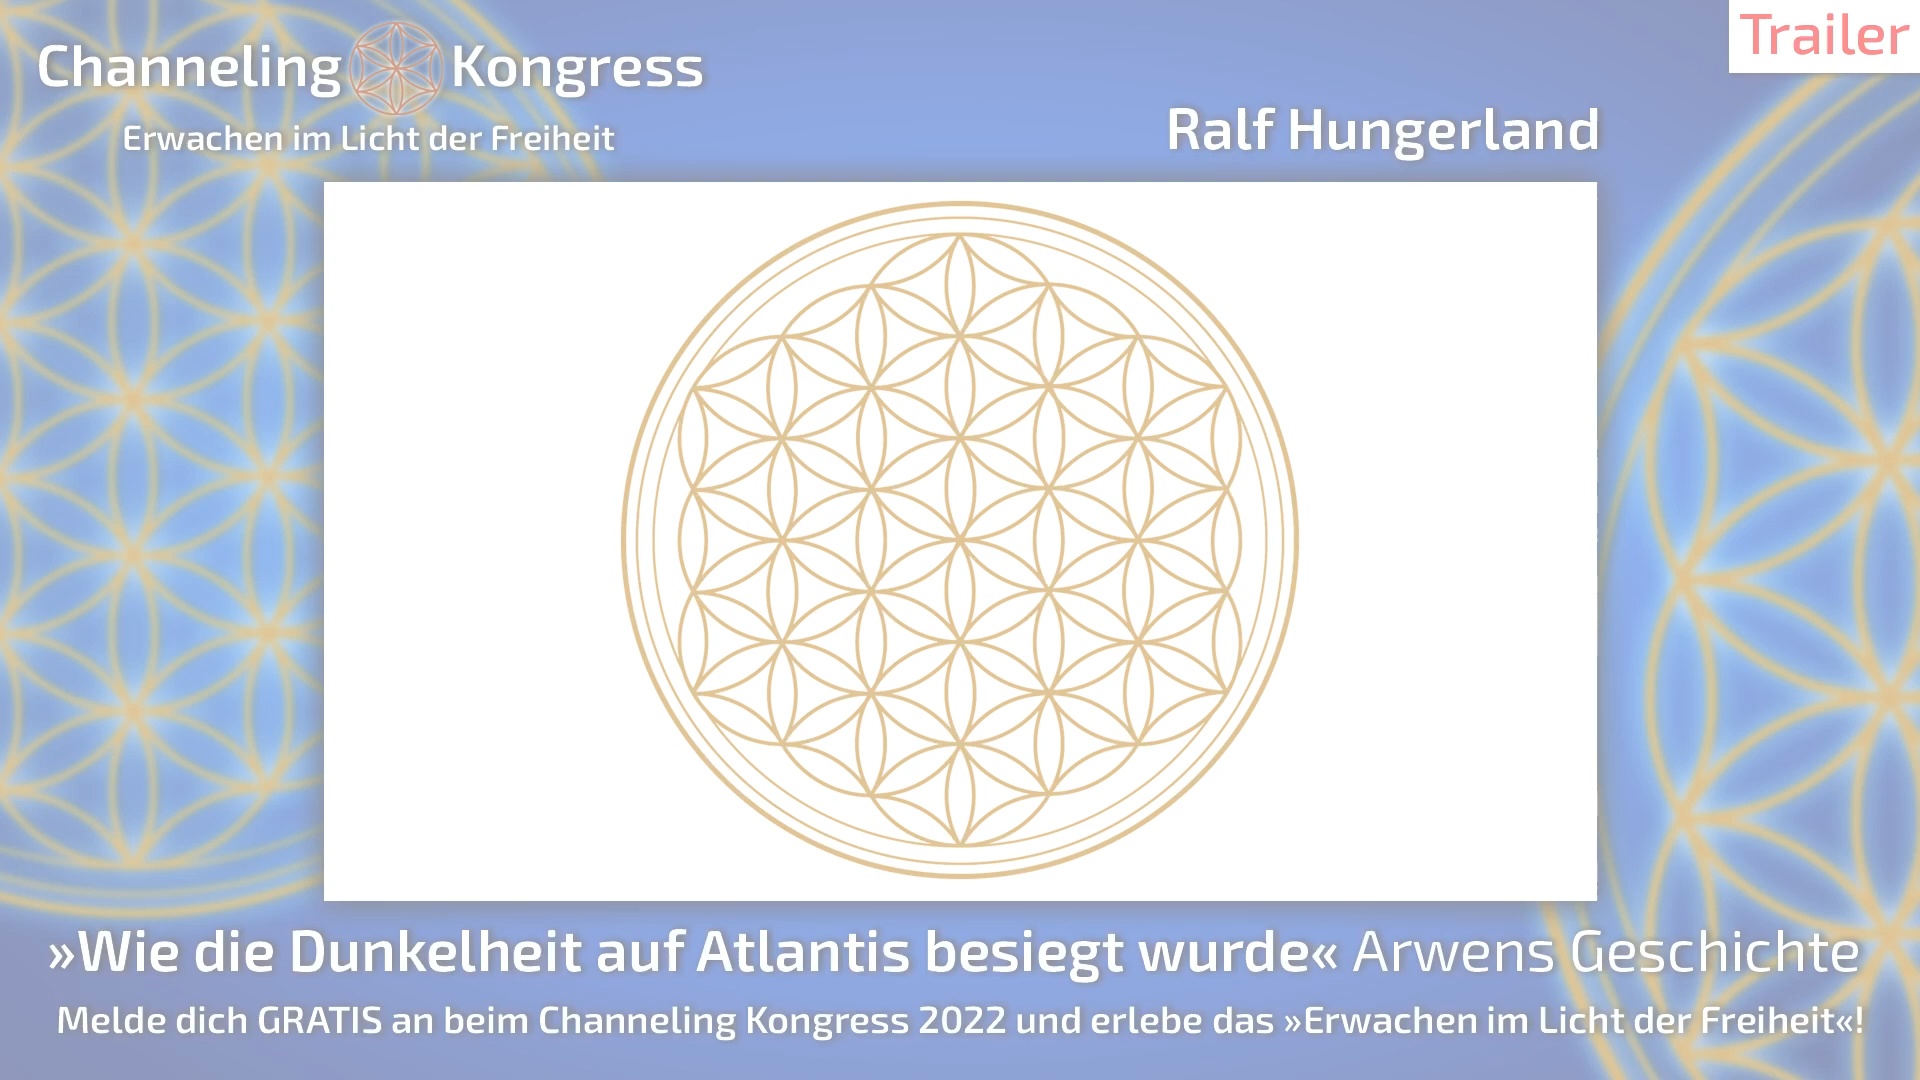 Trailer
Channeling Kongress
Erwachen im Licht der Freiheit
Ralf Hungerland
»Wie die Dunkelheit auf Atlantis besiegt wurde« Arwens Geschichte
Melde dich GRATIS an beim Channeling Kongress 2022 und erlebe das »Erwachen im Licht der Freiheit«!